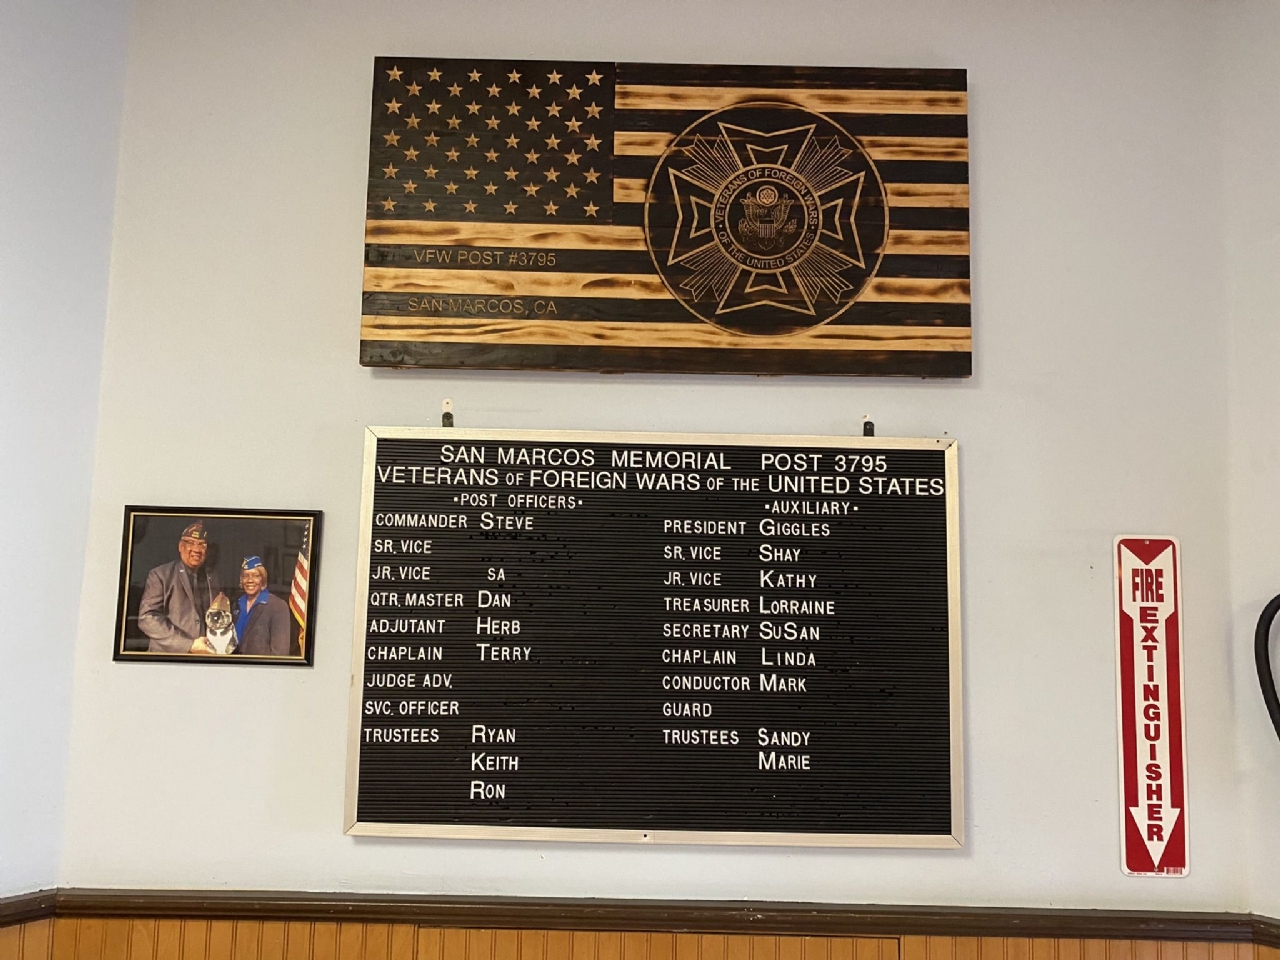 VETERANS OF FOREIGN WARS
OF THE UNITED STATES
VFW POST #3795
SAN MARCOS, CA
SAN MARCOS MEMORIAL POST 3795
VETERANS OF FOREIGN WARS OF THE UNITED STATES
•POST OFFICERS•
COMMANDER STEVE
SR. VICE
JR. VICE SA
QTR. MASTER DAN
ADJUTANT HERB
CHAPLAIN TERRY
JUDGE ADV.
SVC. OFFICER
TRUSTEES RYAN
KEITH
RON
•AUXILIARY•
PRESIDENT GIGGLES
SR. VICE SHAY
JR. VICE KATHY
TREASURER LORRAINE
SECRETARY SuSAN
CHAPLAIN LINDA
CONDUCTOR MARK
GUARD
TRUSTEES SANDY
MARIE
FIRE
EXTINGUISHER